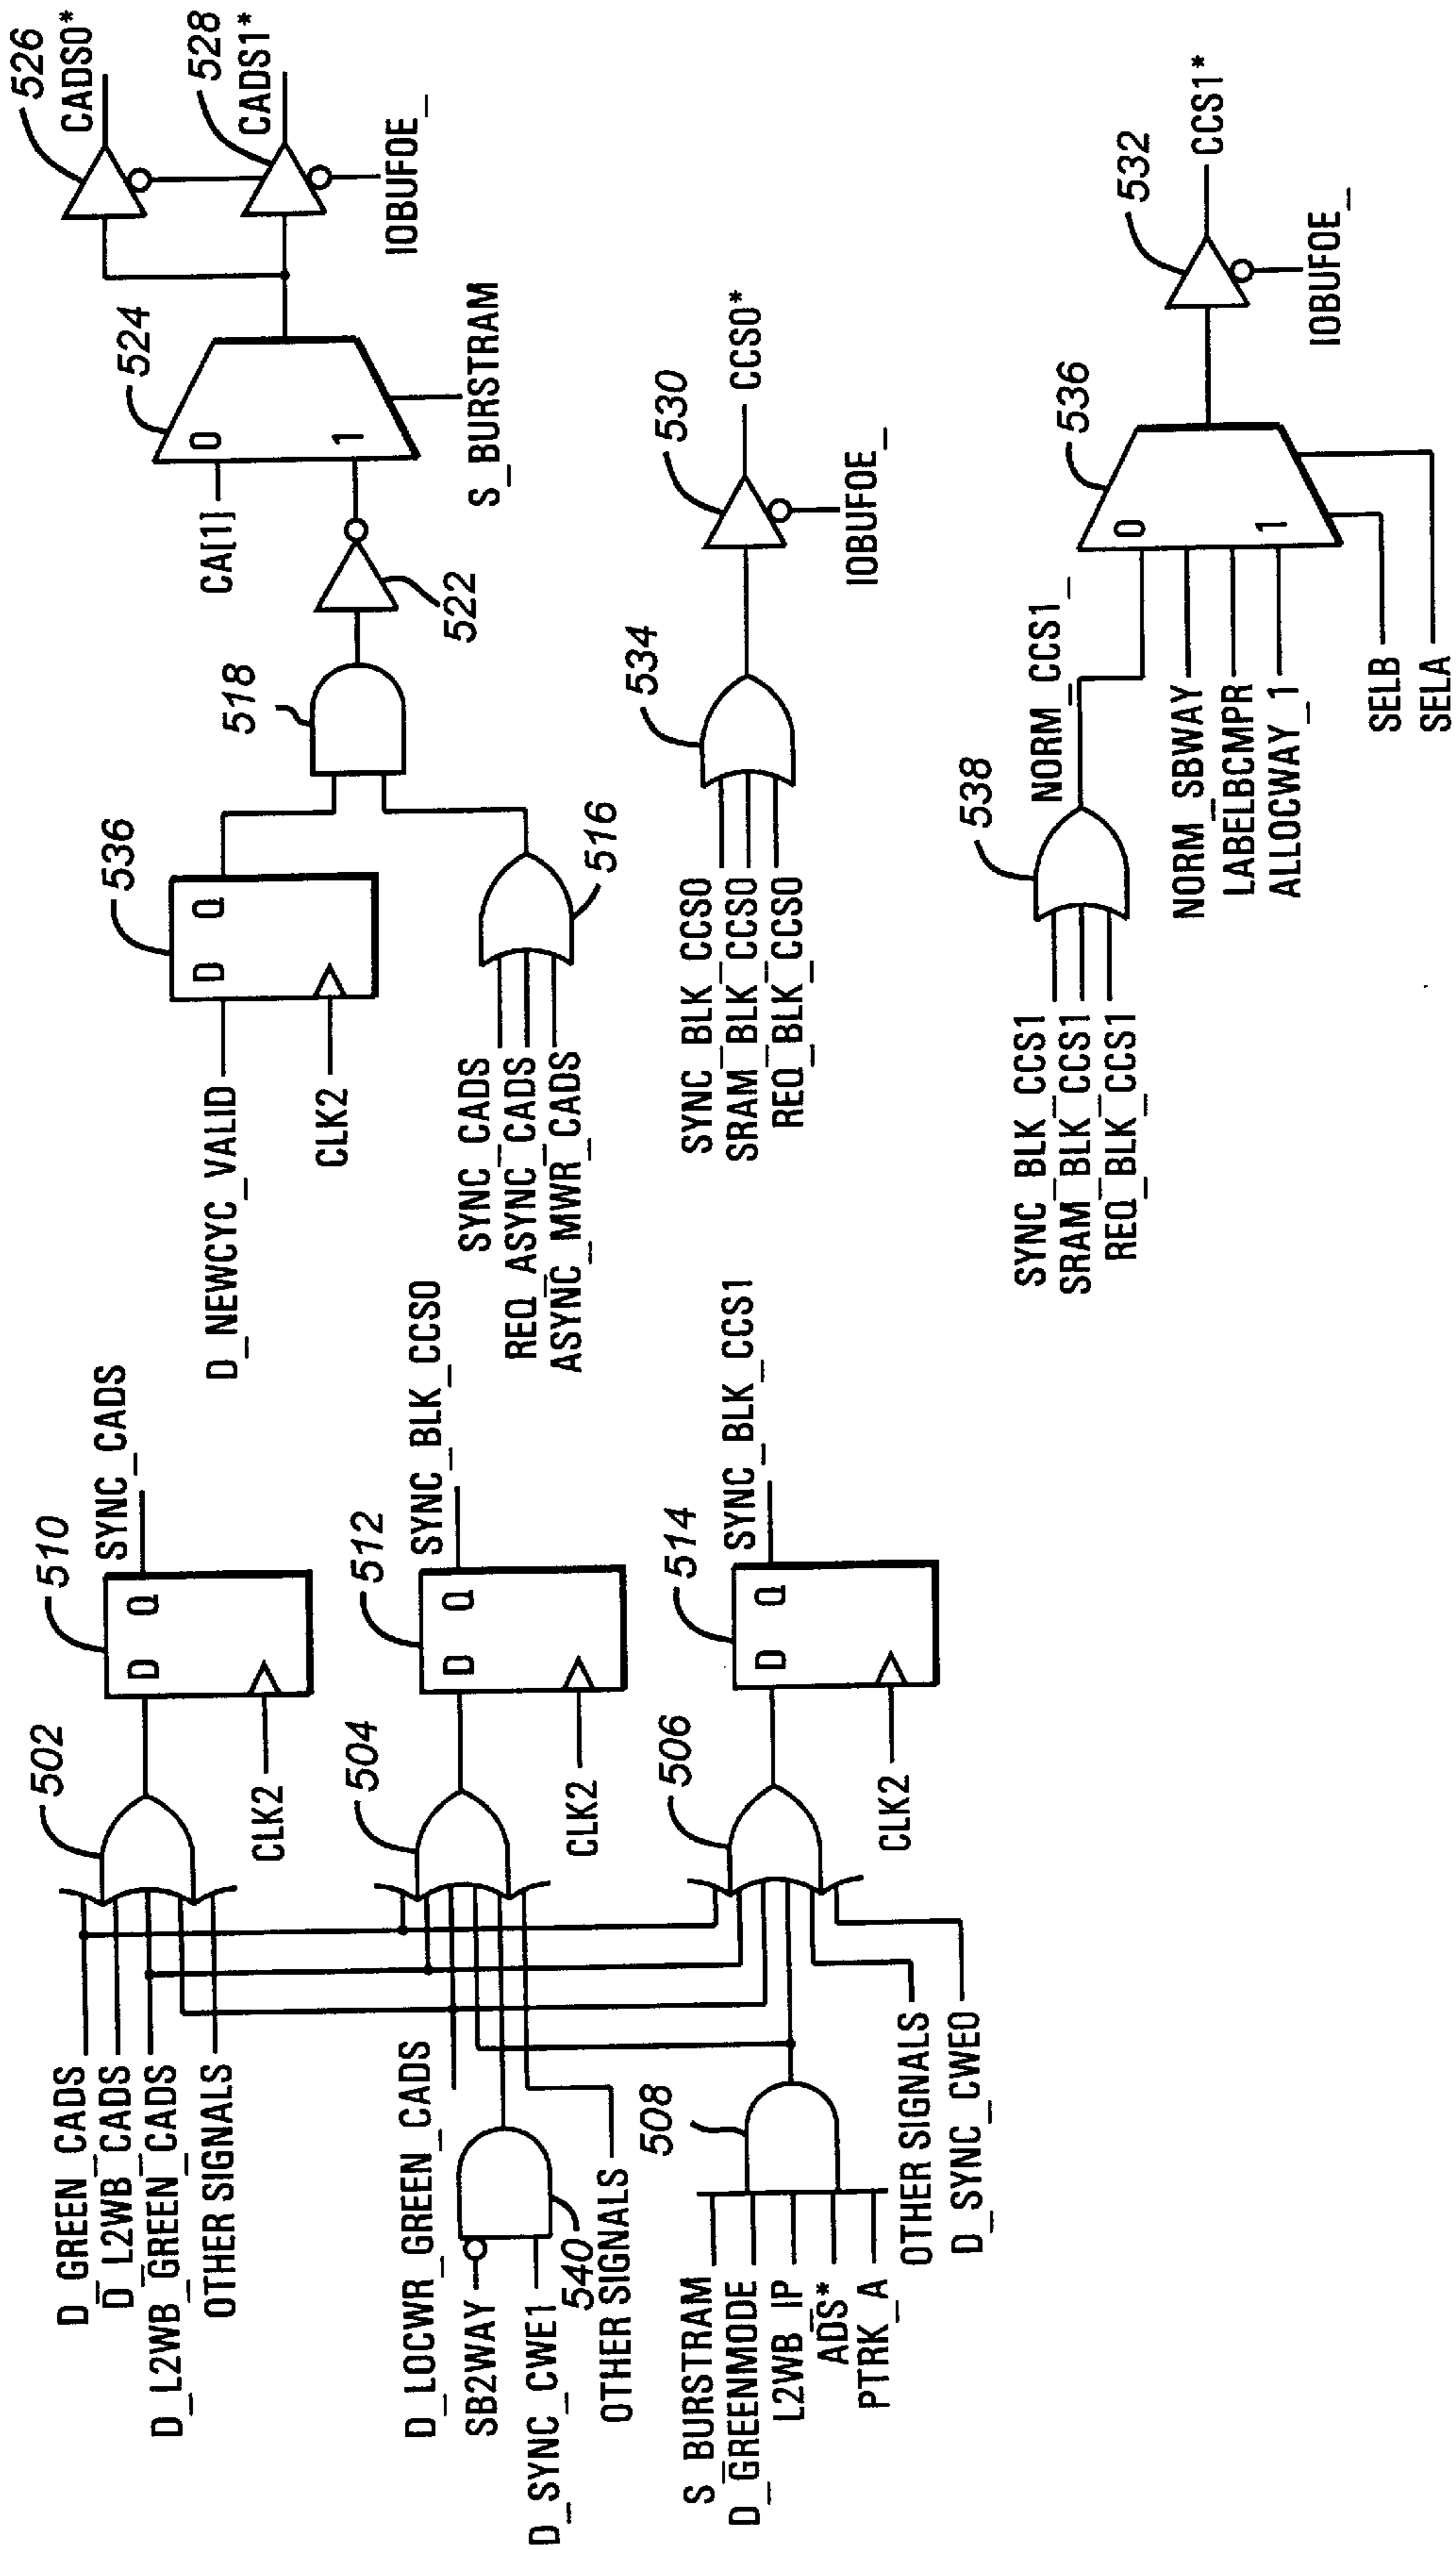 D_GREEN_CADS
D_L2WB_CADS
D_L2WB_GREEN_CADS
OTHER SIGNALS
502
510
D Q
CLK2
SYNC_CADS
D_LOCWR_GREEN_CADS
SB2WAY
D_SYNC_CWE1
540
OTHER SIGNALS
504
512
D Q
CLK2
SYNC_BLK_CCS0
S_BURSTRAM
D_GREENMODE
L2WB_IP
ADS*
PTRK_A
508
OTHER SIGNALS
D_SYNC_CWE0
506
514
D Q
CLK2
SYNC_BLK_CCS1
D_NEWCYC_VALID
CLK2
536
D Q
SYNC_CADS
REQ_ASYNC_CADS
ASYNC_MWR_CADS
516
518
522
CA[1]
524
0
1
S_BURSTRAM
526
CADS0*
528
CADS1*
IOBUFOE_
SYNC_BLK_CCS0
SRAM_BLK_CCS0
REQ_BLK_CCS0
534
530
CCS0*
IOBUFOE_
SYNC_BLK_CCS1
SRAM_BLK_CCS1
REQ_BLK_CCS1
538
NORM_CCS1_
NORM_SBWAY
LABELBCMPR
ALLOCWAY_1
SELB
SELA
536
0
1
532
CCS1*
IOBUFOE_